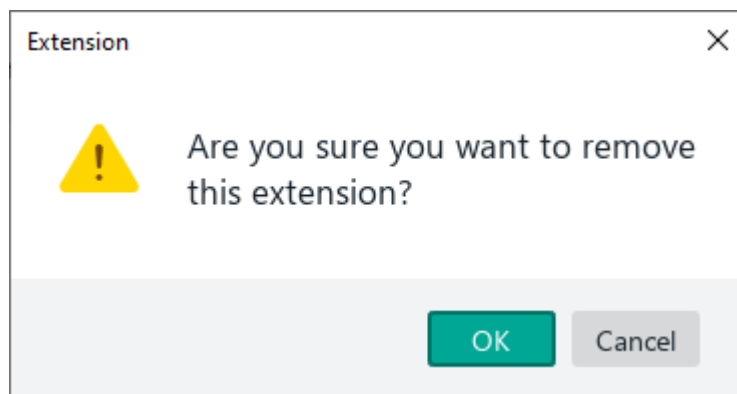 Extension
Are you sure you want to remove
this extension?
OK
Cancel